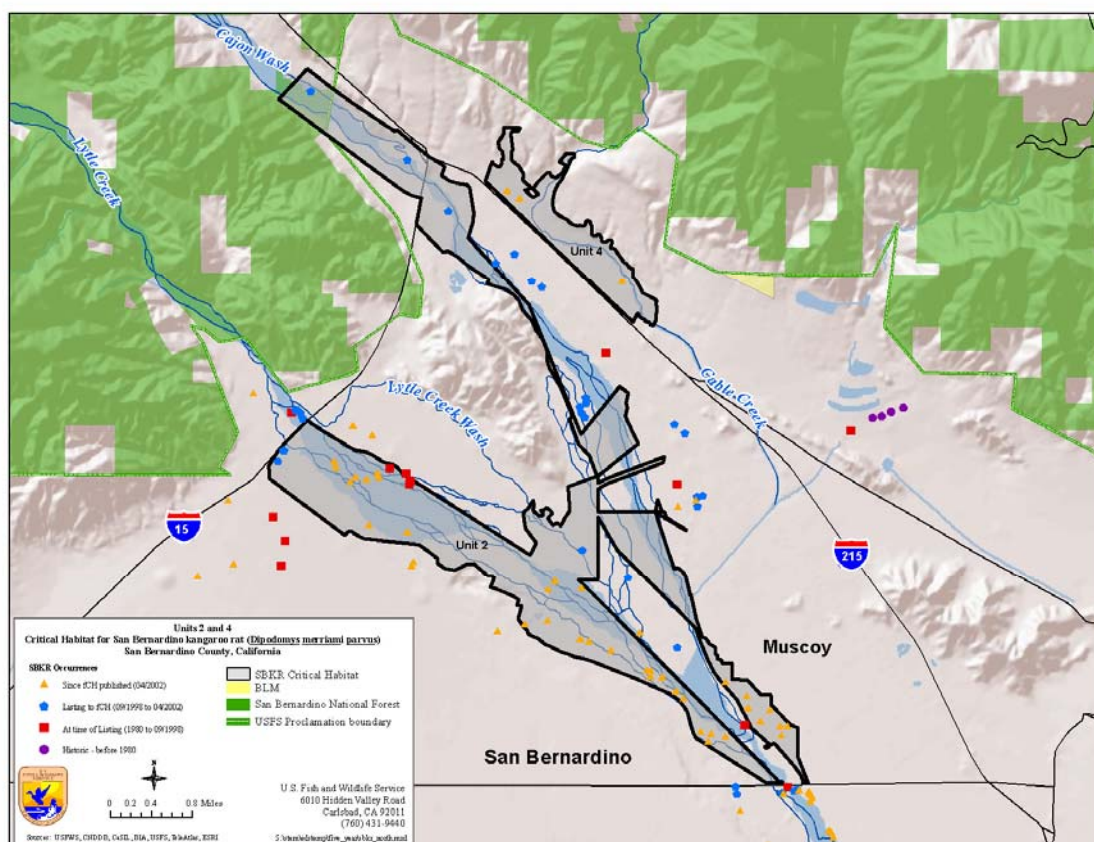 Cajon Wash
Lytle Creek
Unit 4
Lytle Creek Wash
Cable Creek
15
Unit 2
215
Muscoy
San Bernardino
Units 2 and 4
Critical Habitat for San Bernardino kangaroo rat (Dipodomys merriami parvus)
San Bernardino County, California
SBKR Occurrences
Since fCH published (04/2002)
Listing to fCH (09/1998 to 04/2002)
At time of Listing (1980 to 09/1998)
Historic - before 1980
SBKR Critical Habitat
BLM
San Bernardino National Forest
USFS Proclamation boundary
0 0.2 0.4 0.8 Miles
U.S. Fish and Wildlife Service
6010 Hidden Valley Road
Carlsbad, CA 92011
(760) 431-9440
Sources: USFWS, CNDDB, CaSIL, BIA, USFS, TeleAtlas, ESRI